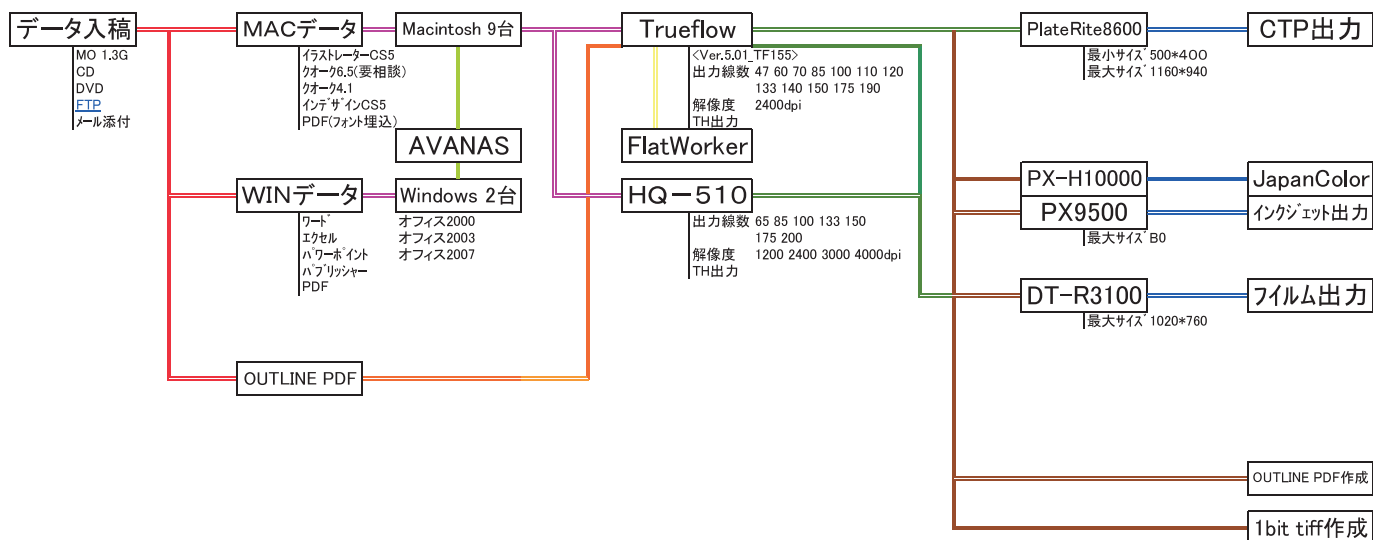 データ入稿
MO 1.3G
CD
DVD
FTP
メール添付
MACデータ
イラストレーターCS5
クオーク6.5(要相談)
クオーク4.1
インデザインCS5
PDF(フォント埋込)
Macintosh 9台
AVANAS
WINデータ
ワード
エクセル
パワーポイント
パブリッシャー
PDF
Windows 2台
オフィス2000
オフィス2003
オフィス2007
OUTLINE PDF
Trueflow
<Ver.5.01_TF155>
出力線数 47 60 70 85 100 110 120
133 140 150 175 190
解像度 2400dpi
TH出力
FlatWorker
HQ-510
出力線数 65 85 100 133 150
175 200
解像度 1200 2400 3000 4000dpi
TH出力
PlateRite8600
最小サイズ 500*400
最大サイズ 1160*940
CTP出力
PX-H10000
JapanColor
PX9500
最大サイズ B0
インクジェット出力
DT-R3100
最大サイズ 1020*760
フイルム出力
OUTLINE PDF作成
1bit tiff作成